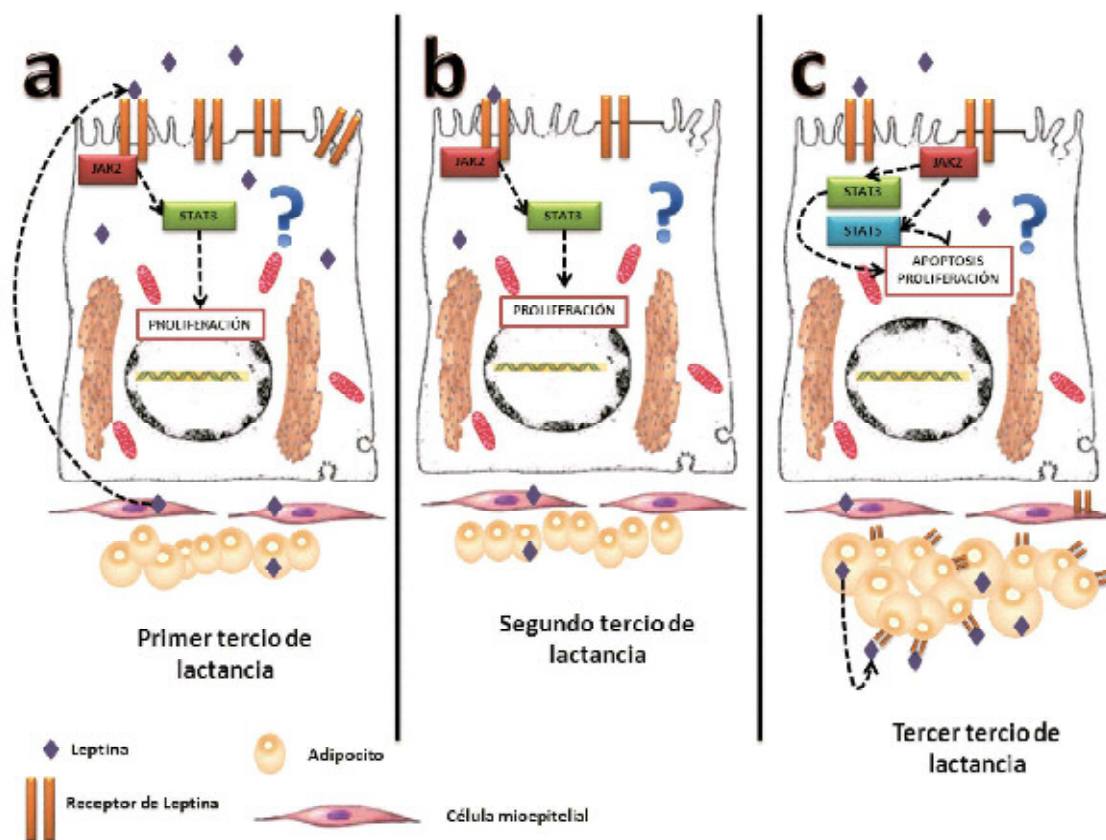 a
JAK2
STAT3
?
PROLIFERACIÓN
Primer tercio de
lactancia
b
JAK2
STAT3
?
PROLIFERACIÓN
Segundo tercio de
lactancia
c
JAK2
STAT3
STAT5
?
APOPTOSIS
PROLIFERACIÓN
Tercer tercio de
lactancia
Leptina
Adipocito
Receptor de Leptina
Célula mioepitelial